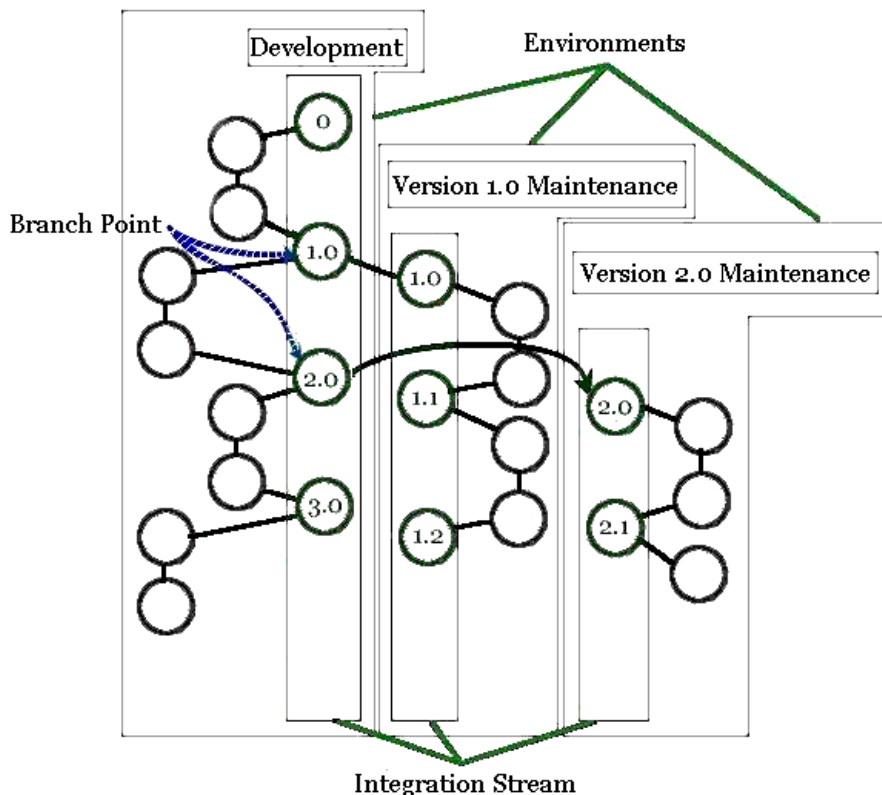 Development
Environments
0
Version 1.0 Maintenance
Branch Point
1.0
1.0
Version 2.0 Maintenance
2.0
1.1
2.0
3.0
1.2
2.1
Integration Stream